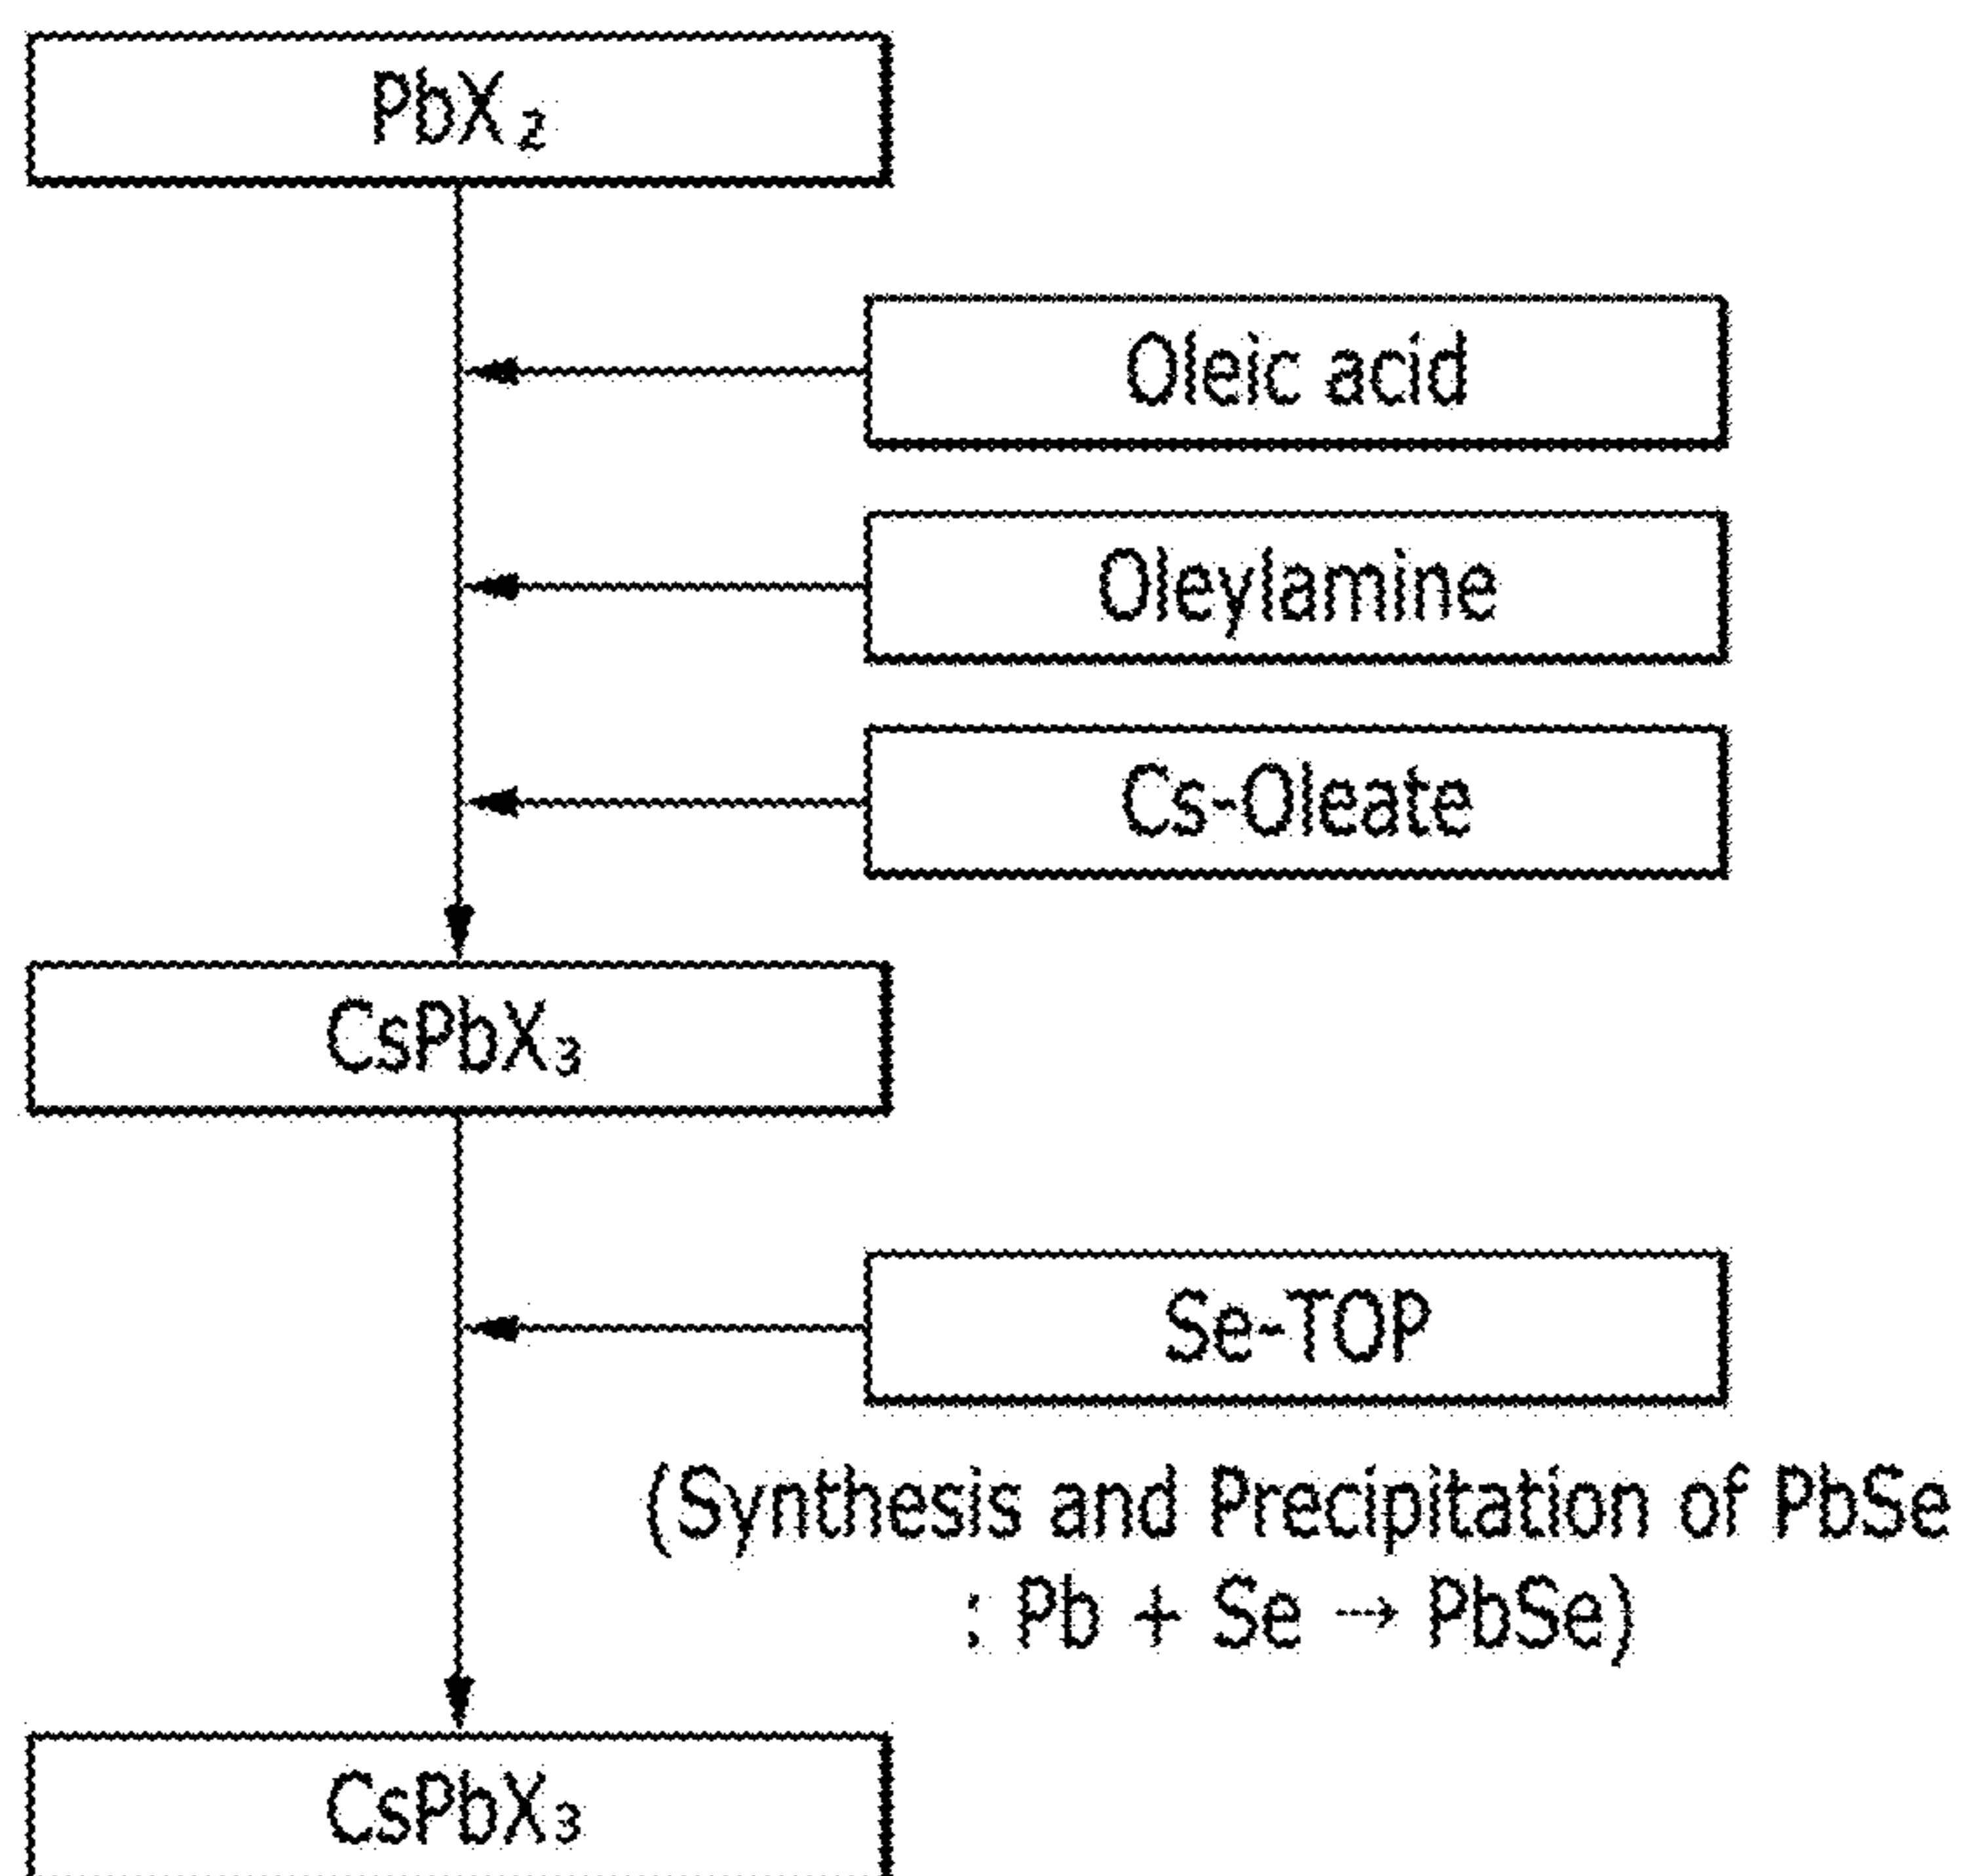 PbX₂
Oleic acid
Oleylamine
Cs-Oleate
CsPbX₃
Se-TOP
(Synthesis and Precipitation of PbSe
: Pb + Se → PbSe)
CsPbX₃